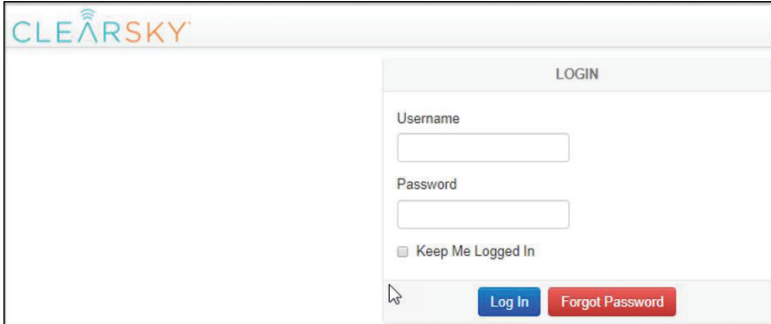 CLEARSKY
LOGIN
Username
Password
Keep Me Logged In
Log In Forgot Password